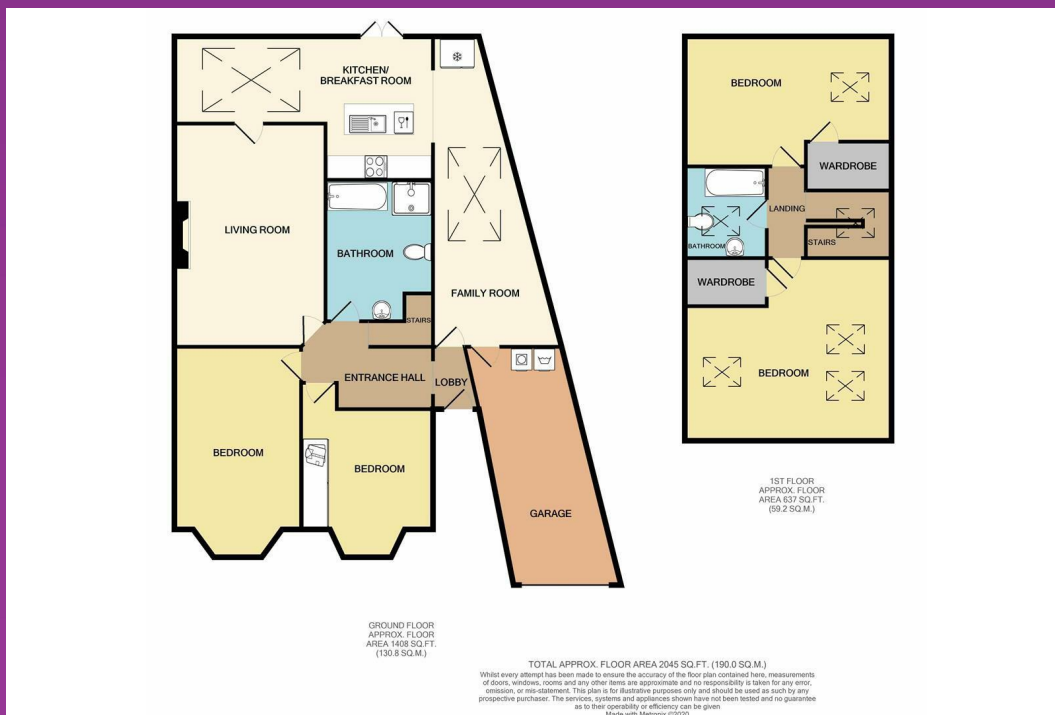 KITCHEN/
BREAKFAST ROOM
LIVING ROOM
BATHROOM
FAMILY ROOM
STAIRS
ENTRANCE HALL
LOBBY
BEDROOM
BEDROOM
GARAGE
GROUND FLOOR
APPROX. FLOOR
AREA 1408 SQ.FT.
(130.8 SQ.M.)
BEDROOM
WARDROBE
LANDING
BATHROOM
STAIRS
WARDROBE
BEDROOM
1ST FLOOR
APPROX. FLOOR
AREA 637 SQ.FT.
(59.2 SQ.M.)
TOTAL APPROX. FLOOR AREA 2045 SQ.FT. (190.0 SQ.M.)
Whilst every attempt has been made to ensure the accuracy of the floor plan contained here, measurements
of doors, windows, rooms and any other items are approximate and no responsibility is taken for any error,
omission, or mis-statement. This plan is for illustrative purposes only and should be used as such by any
prospective purchaser. The services, systems and appliances shown have not been tested and no guarantee
as to their operability or efficiency can be given
Made with Metropix ©2020